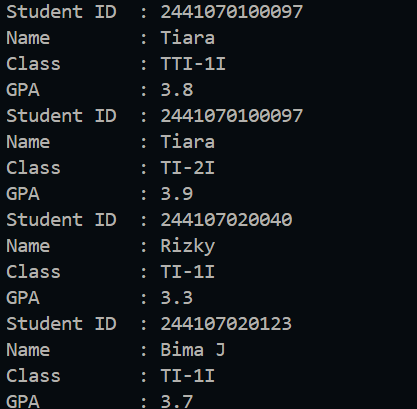 Student ID  : 2441070100097
Name        : Tiara
Class       : TTI-1I
GPA         : 3.8
Student ID  : 2441070100097
Name        : Tiara
Class       : TI-2I
GPA         : 3.9
Student ID  : 244107020040
Name        : Rizky
Class       : TI-1I
GPA         : 3.3
Student ID  : 244107020123
Name        : Bima J
Class       : TI-1I
GPA         : 3.7